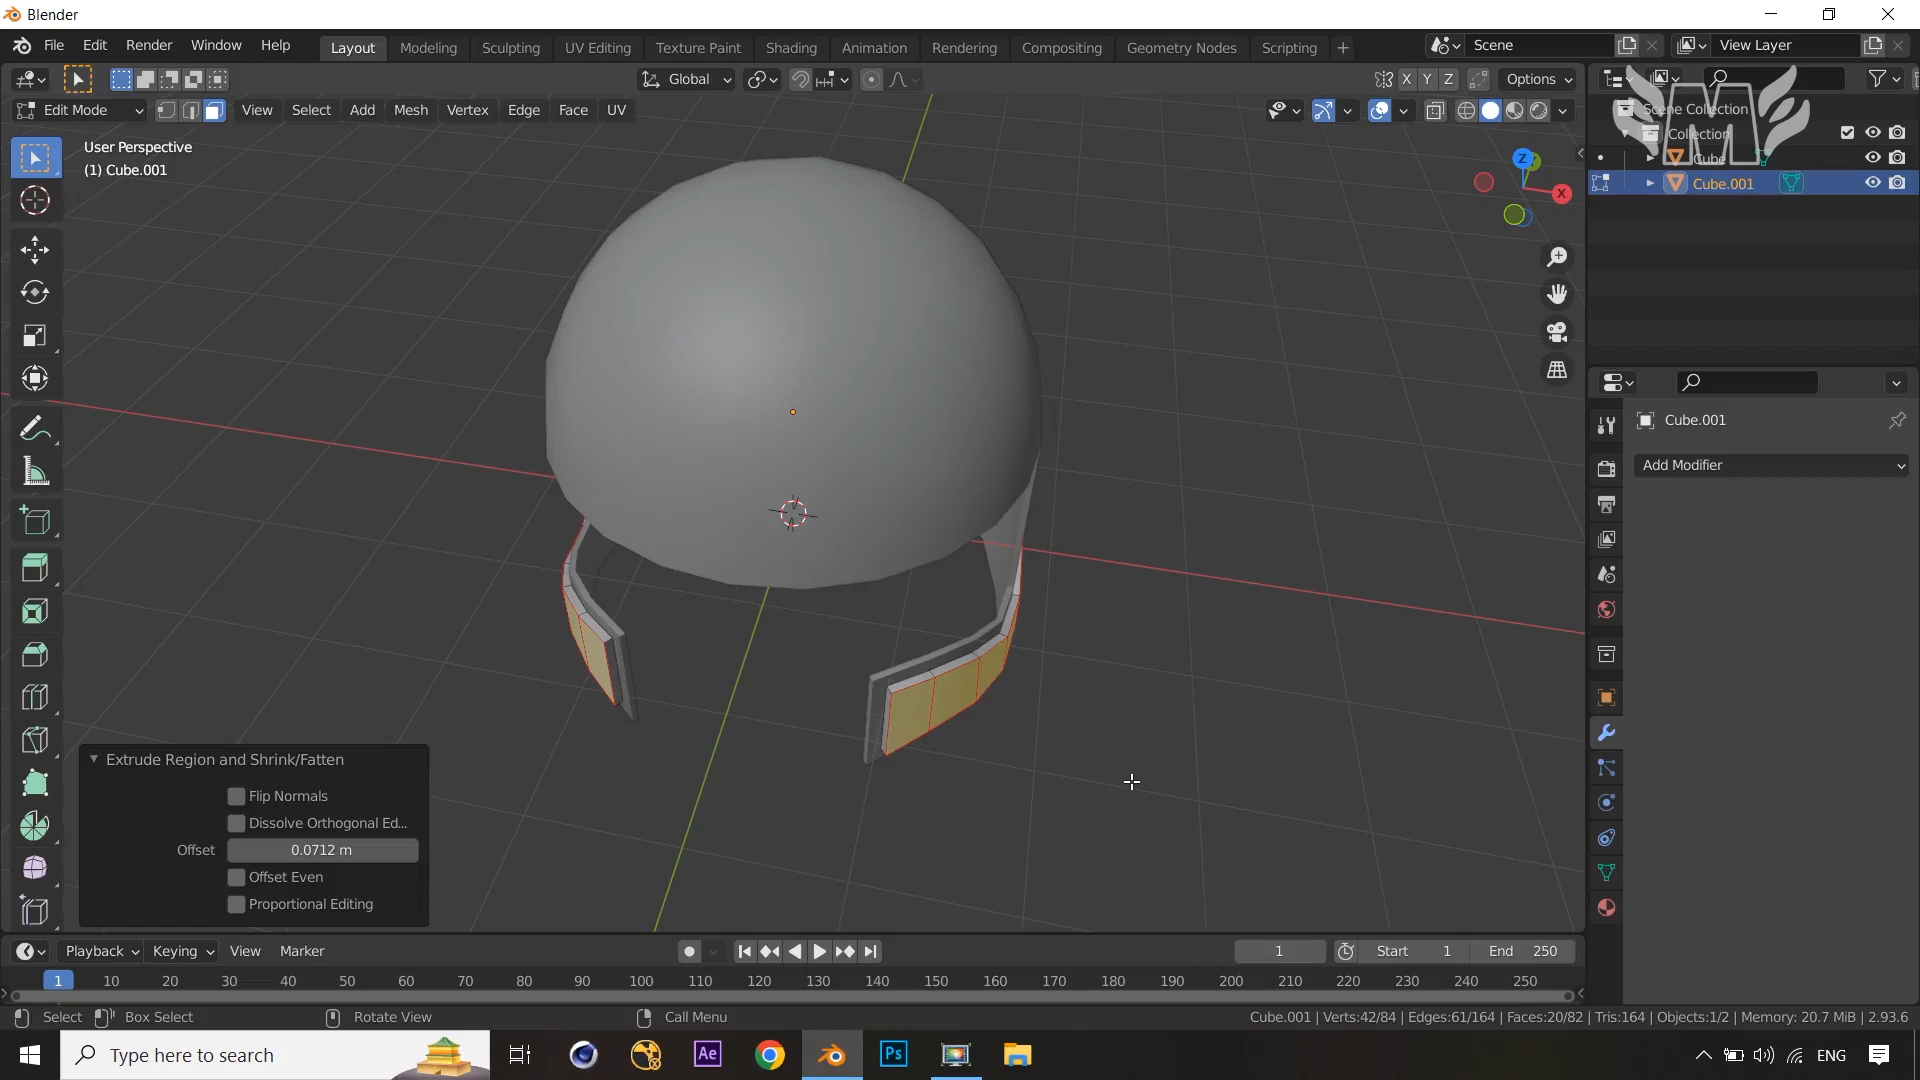 Blender
File Edit Render Window Help
Layout Modeling Sculpting UV Editing Texture Paint Shading Animation Rendering Compositing Geometry Nodes Scripting
Scene
View Layer
Global
X Y Z
Options
Edit Mode
View Select Add Mesh Vertex Edge Face UV
Scene Collection
Collection
Cube
Cube.001
User Perspective
(1) Cube.001
Z
X
Cube.001
Add Modifier
Extrude Region and Shrink/Fatten
Flip Normals
Dissolve Orthogonal Ed...
Offset 0.0712 m
Offset Even
Proportional Editing
Playback Keying View Marker
1
Start 1
End 250
1 10 20 30 40 50 60 70 80 90 100 110 120 130 140 150 160 170 180 190 200 210 220 230 240 250
Select Box Select Rotate View Call Menu
Cube.001 | Verts:42/84 | Edges:61/164 | Faces:20/82 | Tris:164 | Objects:1/2 | Memory: 20.7 MiB | 2.93.6
Type here to search
Ae
Ps
ENG
M